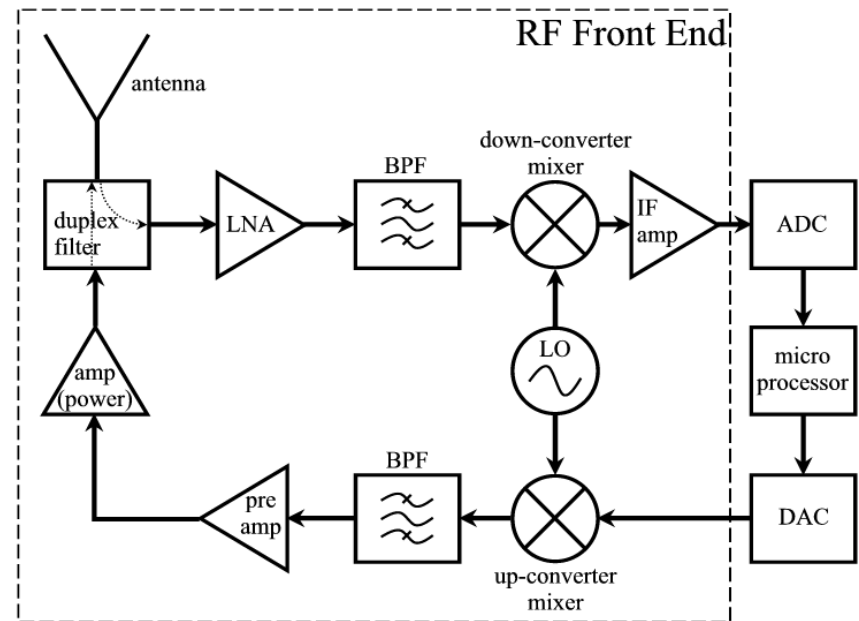 RF Front End
antenna
down-converter
mixer
BPF
duplex
filter
LNA
IF
amp
ADC
LO
amp
(power)
micro
processor
BPF
pre
amp
DAC
up-converter
mixer